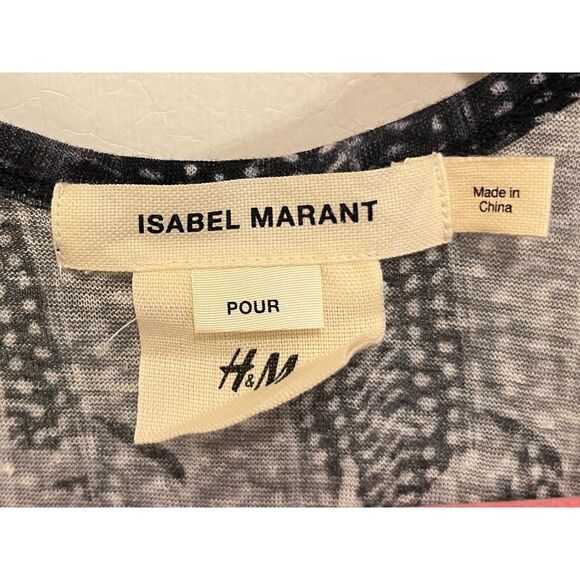 ISABEL MARANT
Made in
China
POUR
H&M